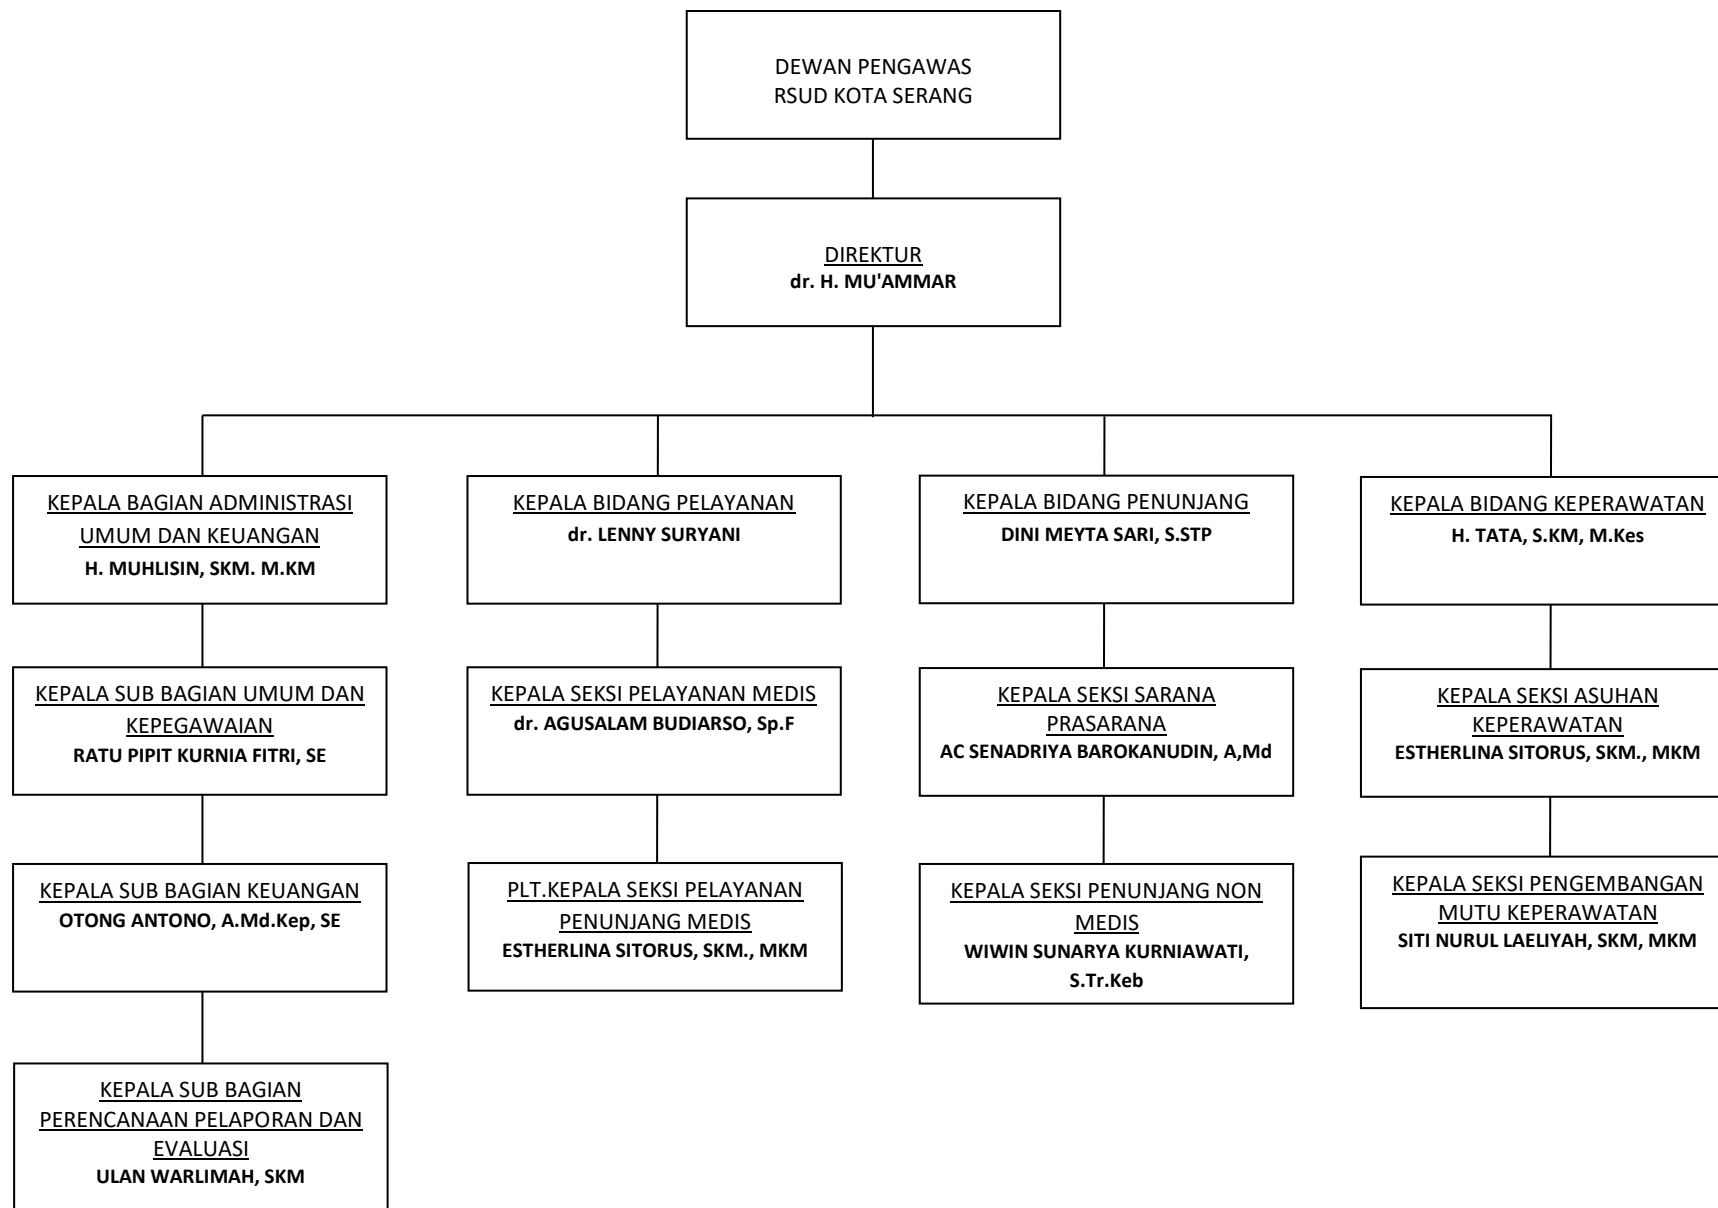 DEWAN PENGAWAS
RSUD KOTA SERANG
DIREKTUR
dr. H. MU'AMMAR
KEPALA BAGIAN ADMINISTRASI
UMUM DAN KEUANGAN
H. MUHLISIN, SKM. M.KM
KEPALA BIDANG PELAYANAN
dr. LENNY SURYANI
KEPALA BIDANG PENUNJANG
DINI MEYTA SARI, S.STP
KEPALA BIDANG KEPERAWATAN
H. TATA, S.KM, M.Kes
KEPALA SUB BAGIAN UMUM DAN
KEPEGAWAIAN
RATU PIPIT KURNIA FITRI, SE
KEPALA SEKSI PELAYANAN MEDIS
dr. AGUSALAM BUDIARSO, Sp.F
KEPALA SEKSI SARANA
PRASARANA
AC SENADRIYA BAROKANUDIN, A,Md
KEPALA SEKSI ASUHAN
KEPERAWATAN
ESTHERLINA SITORUS, SKM., MKM
KEPALA SUB BAGIAN KEUANGAN
OTONG ANTONO, A.Md.Kep, SE
PLT.KEPALA SEKSI PELAYANAN
PENUNJANG MEDIS
ESTHERLINA SITORUS, SKM., MKM
KEPALA SEKSI PENUNJANG NON
MEDIS
WIWIN SUNARYA KURNIAWATI,
S.Tr.Keb
KEPALA SEKSI PENGEMBANGAN
MUTU KEPERAWATAN
SITI NURUL LAELIYAH, SKM, MKM
KEPALA SUB BAGIAN
PERENCANAAN PELAPORAN DAN
EVALUASI
ULAN WARLIMAH, SKM